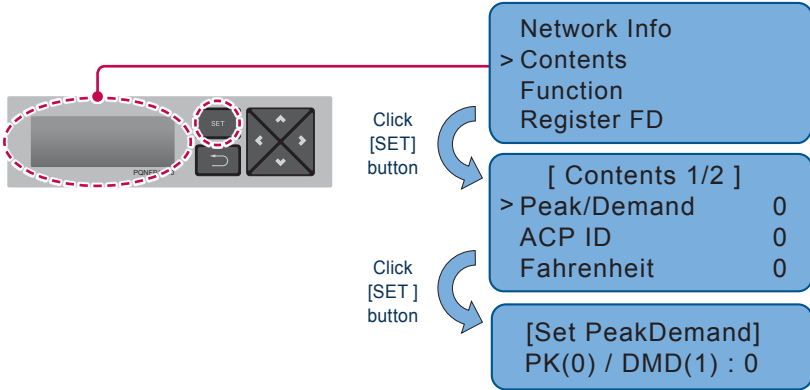 Network Info
> Contents
Function
Register FD
SET
Click
[SET]
button
[ Contents 1/2 ]
> Peak/Demand 0
ACP ID 0
Fahrenheit 0
Click
[SET ]
button
[Set PeakDemand]
PK(0) / DMD(1) : 0